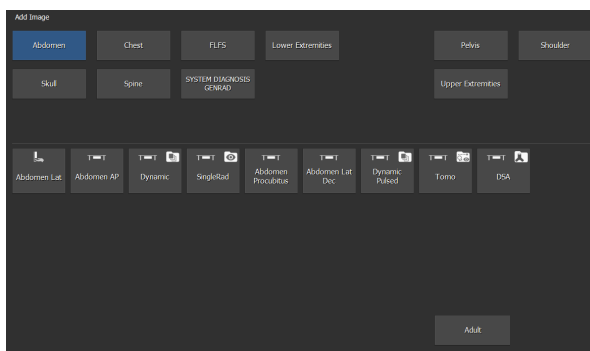 Add Image
Abdomen
Chest
FLFS
Lower Extremities
Pelvis
Shoulder
Skull
Spine
SYSTEM DIAGNOSIS
GENRAD
Upper Extremities
Abdomen Lat
Abdomen AP
Dynamic
SingleRad
Abdomen
Procubitus
Abdomen Lat
Dec
Dynamic
Pulsed
Tomo
DSA
Adult